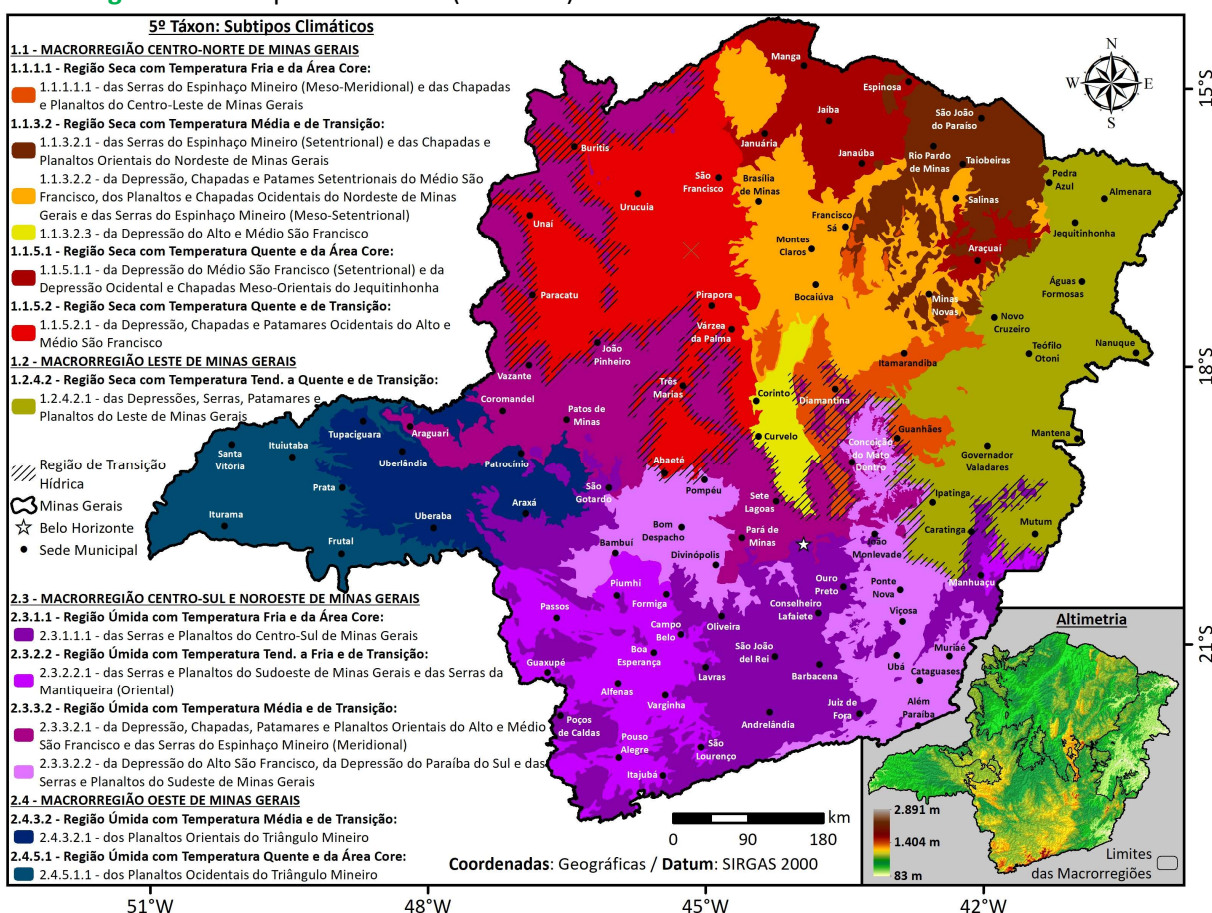 5º Táxon: Subtipos Climáticos
1.1 - MACRORREGIÃO CENTRO-NORTE DE MINAS GERAIS
1.1.1.1 - Região Seca com Temperatura Fria e da Área Core:
1.1.1.1.1 - das Serras do Espinhaço Mineiro (Meso-Meridional) e das Chapadas
e Planaltos do Centro-Leste de Minas Gerais
1.1.3.2 - Região Seca com Temperatura Média e de Transição:
1.1.3.2.1 - das Serras do Espinhaço Mineiro (Setentrional) e das Chapadas e
Planaltos Orientais do Nordeste de Minas Gerais
1.1.3.2.2 - da Depressão, Chapadas e Patames Setentrionais do Médio São
Francisco, dos Planaltos e Chapadas Ocidentais do Nordeste de Minas
Gerais e das Serras do Espinhaço Mineiro (Meso-Setentrional)
1.1.3.2.3 - da Depressão do Alto e Médio São Francisco
1.1.5.1 - Região Seca com Temperatura Quente e da Área Core:
1.1.5.1.1 - da Depressão do Médio São Francisco (Setentrional) e da
Depressão Ocidental e Chapadas Meso-Orientais do Jequitinhonha
1.1.5.2 - Região Seca com Temperatura Quente e de Transição:
1.1.5.2.1 - da Depressão, Chapadas e Patamares Ocidentais do Alto e
Médio São Francisco
1.2 - MACRORREGIÃO LESTE DE MINAS GERAIS
1.2.4.2 - Região Seca com Temperatura Tend. a Quente e de Transição:
1.2.4.2.1 - das Depressões, Serras, Patamares e
Planaltos do Leste de Minas Gerais
Região de Transição
Hídrica
Minas Gerais
Belo Horizonte
Sede Municipal
2.3 - MACRORREGIÃO CENTRO-SUL E NOROESTE DE MINAS GERAIS
2.3.1.1 - Região Úmida com Temperatura Fria e da Área Core:
2.3.1.1.1 - das Serras e Planaltos do Centro-Sul de Minas Gerais
2.3.2.2 - Região Úmida com Temperatura Tend. a Fria e de Transição:
2.3.2.2.1 - das Serras e Planaltos do Sudoeste de Minas Gerais e das Serras da
Mantiqueira (Oriental)
2.3.3.2 - Região Úmida com Temperatura Média e de Transição:
2.3.3.2.1 - da Depressão, Chapadas, Patamares e Planaltos Orientais do Alto e Médio
São Francisco e das Serras do Espinhaço Mineiro (Meridional)
2.3.3.2.2 - da Depressão do Alto São Francisco, da Depressão do Paraíba do Sul e das
Serras e Planaltos do Sudeste de Minas Gerais
2.4 - MACRORREGIÃO OESTE DE MINAS GERAIS
2.4.3.2 - Região Úmida com Temperatura Média e de Transição:
2.4.3.2.1 - dos Planaltos Orientais do Triângulo Mineiro
2.4.5.1 - Região Úmida com Temperatura Quente e da Área Core:
2.4.5.1.1 - dos Planaltos Ocidentais do Triângulo Mineiro
N
W
E
S
Manga
Espinosa
Jaíba
São João
do Paraíso
Januária
Janaúba
Rio Pardo
de Minas
Taiobeiras
Buritis
São
Francisco
Brasília
de Minas
Pedra
Azul
Almenara
Urucuia
Salinas
Unaí
Francisco
Sá
Jequitinhonha
Montes
Claros
Araçuaí
Paracatu
Pirapora
Bocaiúva
Águas
Formosas
Minas
Novas
Novo
Cruzeiro
Várzea
da Palma
João
Pinheiro
Itamarandiba
Teófilo
Otoni
Nanuque
Vazante
Três
Marias
Diamantina
Coromandel
Corinto
Patos de
Minas
Tupaciguara
Araguari
Curvelo
Conceição
do Mato
Dentro
Guanhães
Mantena
Santa
Vitória
Ituiutaba
Uberlândia
Patrocínio
Governador
Valadares
Abaeté
São
Gotardo
Pompéu
Prata
Araxá
Sete
Lagoas
Ipatinga
Iturama
Uberaba
Bom
Despacho
Pará de
Minas
Caratinga
Mutum
Frutal
Bambuí
Divinópolis
João
Monlevade
Manhuaçu
Piumhi
Formiga
Ouro
Preto
Ponte
Nova
Passos
Conselheiro
Lafaiete
Viçosa
Campo
Belo
Oliveira
Muriaé
Boa
Esperança
São João
del Rei
Ubá
Guaxupé
Cataguases
Lavras
Barbacena
Alfenas
Varginha
Andrelândia
Juiz de
Fora
Além
Paraíba
Poços
de Caldas
Pouso
Alegre
São
Lourenço
Itajubá
0
90
180
km
Coordenadas: Geográficas / Datum: SIRGAS 2000
Altimetria
2.891 m
1.404 m
83 m
Limites
das Macrorregiões
15°S
18°S
21°S
51°W
48°W
45°W
42°W